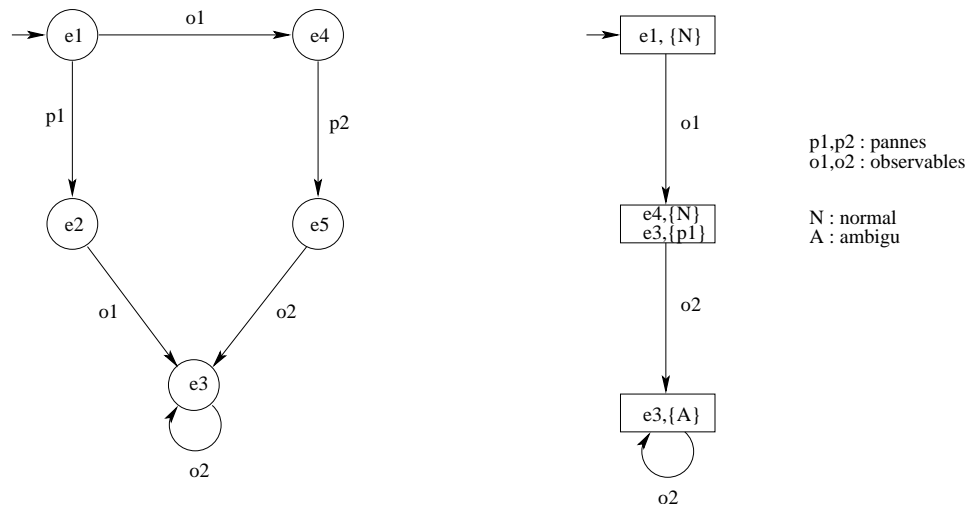 o1
e1
e4
p1
p2
e2
e5
o1
o2
e3
o2
e1, {N}
o1
e4,{N}
e3,{p1}
o2
e3,{A}
o2
p1,p2 : pannes
o1,o2 : observables
N : normal
A : ambigu